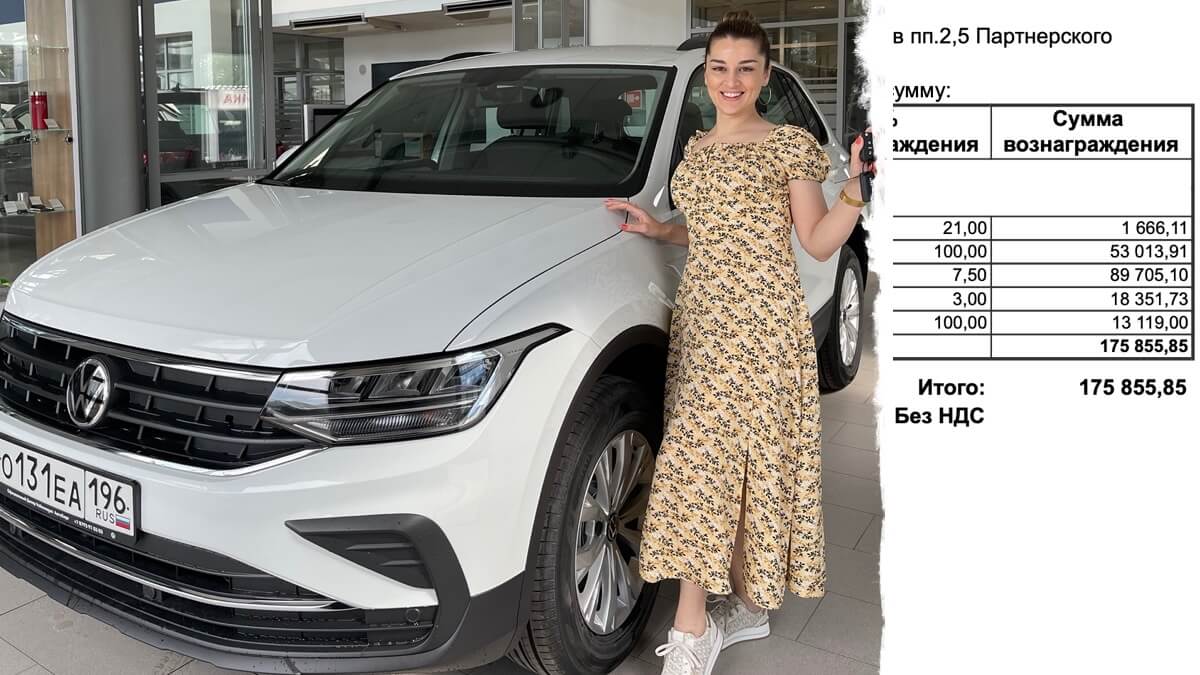 О131ЕА 196
RUS
в пп.2,5 Партнерского
сумму:
аждения
Сумма вознаграждения
21,00 1 666,11
100,00 53 013,91
7,50 89 705,10
3,00 18 351,73
100,00 13 119,00
175 855,85
Итого: 175 855,85
Без НДС